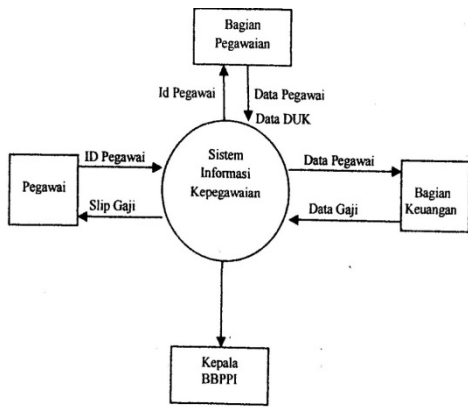 Bagian
Pegawaian
Id Pegawai
Data Pegawai
Data DUK
ID Pegawai
Sistem
Informasi
Kepegawaian
Data Pegawai
Pegawai
Bagian
Keuangan
Slip Gaji
Data Gaji
Kepala
BBPPI